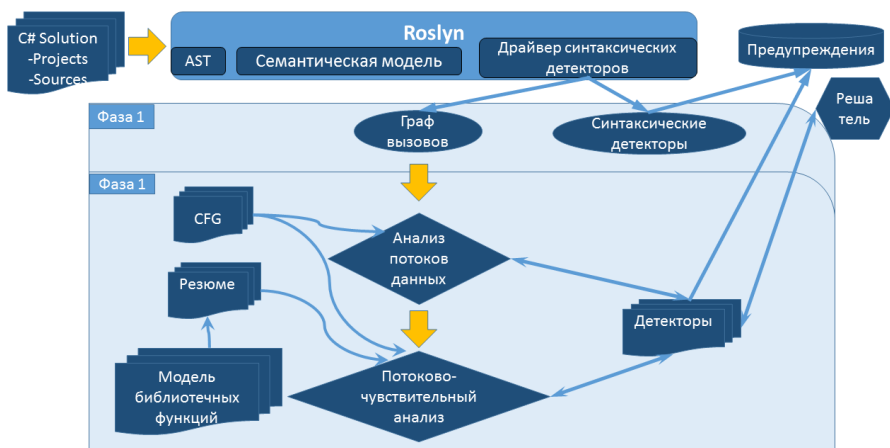 C# Solution
-Projects
-Sources
Roslyn
AST
Семантическая модель
Драйвер синтаксических
детекторов
Предупреждения
Реша
тель
Фаза 1
Граф
вызовов
Синтаксические
детекторы
Фаза 1
CFG
Анализ
потоков
данных
Резюме
Детекторы
Модель
библиотечных
функций
Потоково-
чувствительный
анализ